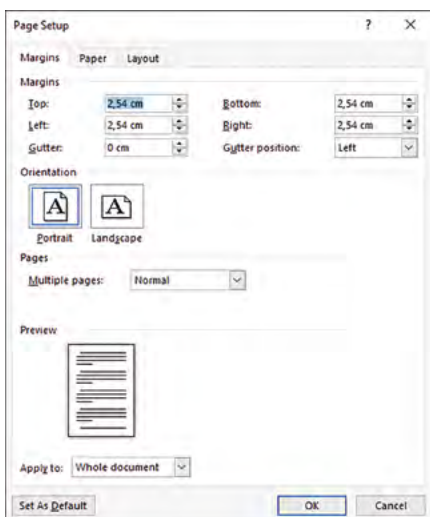 Page Setup ? ×
Margins Paper Layout
Margins
Top: 2,54 cm Bottom: 2,54 cm
Left: 2,54 cm Right: 2,54 cm
Gutter: 0 cm Gutter position: Left
Orientation
A A
Portrait Landscape
Pages
Multiple pages: Normal
Preview
Apply to: Whole document
Set As Default OK Cancel